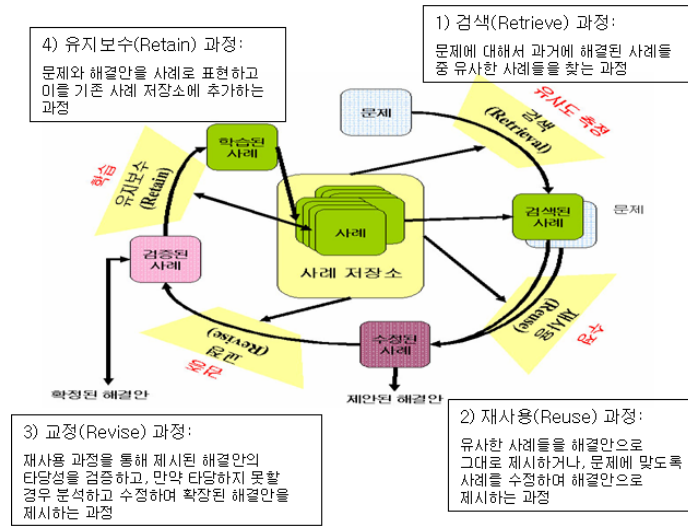 1) 검색(Retrieve) 과정:
문제에 대해서 과거에 해결된 사례들
중 유사한 사례들을 찾는 과정
4) 유지보수(Retain) 과정:
문제와 해결안을 사례로 표현하고
이를 기존 사례 저장소에 추가하는
과정
문제
유사도 측정
검색
(Retrieval)
학습된
사례
학습
유지보수
(Retain)
검색된
사례
문제
사례
사례 저장소
검증된
사례
재사용
(Reuse)
수정
수정된
사례
교정
(Revise)
검증
확정된 해결안
제안된 해결안
3) 교정(Revise) 과정:
재사용 과정을 통해 제시된 해결안의
타당성을 검증하고, 만약 타당하지 못할
경우 분석하고 수정하여 확장된 해결안을
제시하는 과정
2) 재사용(Reuse) 과정:
유사한 사례들을 해결안으로
그대로 제시하거나, 문제에 맞도록
사례를 수정하여 해결안으로
제시하는 과정